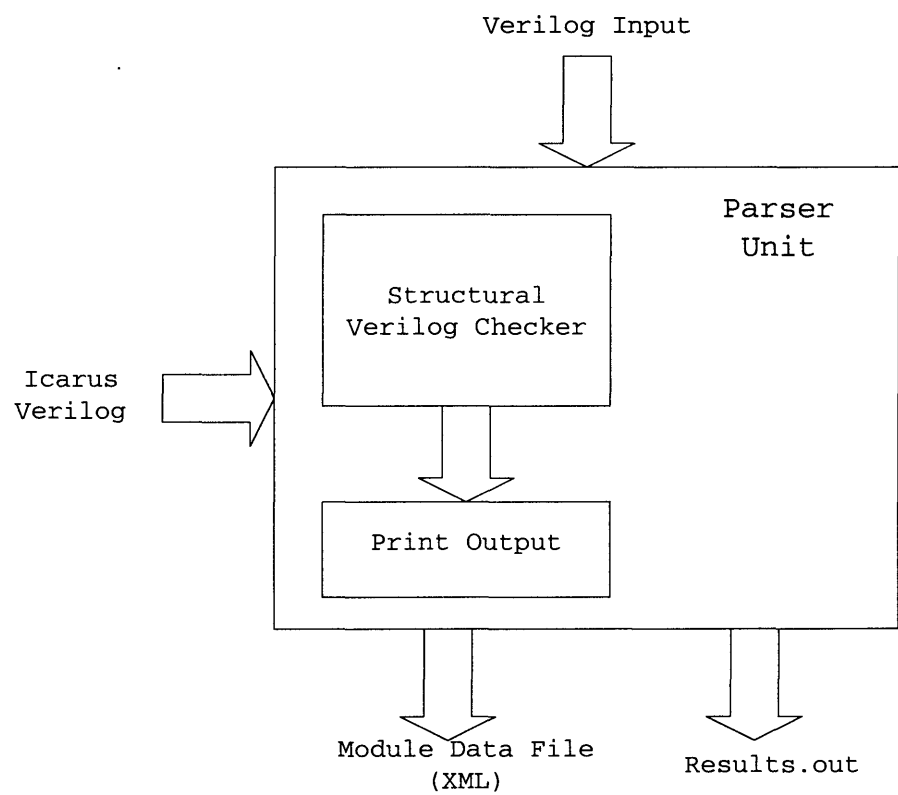 Verilog Input
Parser
Unit
Structural
Verilog Checker
Icarus
Verilog
Print Output
Module Data File
(XML)
Results.out